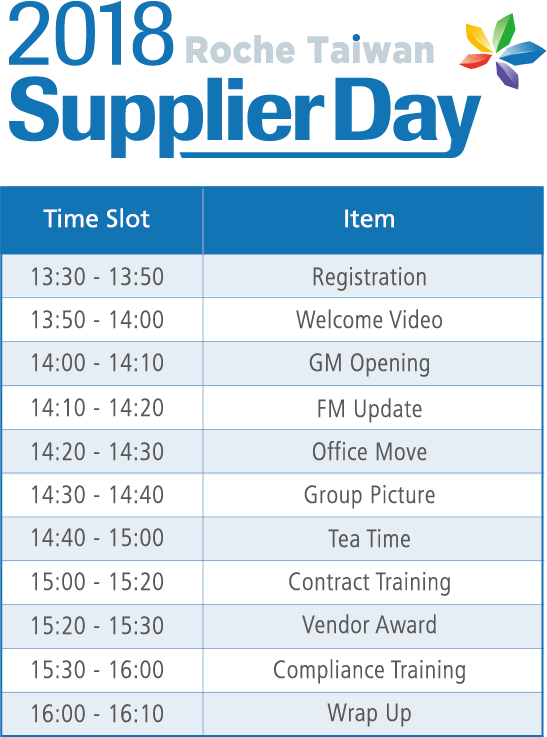 2018 Roche Taiwan
Supplier Day
Time Slot Item
13:30 - 13:50 Registration
13:50 - 14:00 Welcome Video
14:00 - 14:10 GM Opening
14:10 - 14:20 FM Update
14:20 - 14:30 Office Move
14:30 - 14:40 Group Picture
14:40 - 15:00 Tea Time
15:00 - 15:20 Contract Training
15:20 - 15:30 Vendor Award
15:30 - 16:00 Compliance Training
16:00 - 16:10 Wrap Up